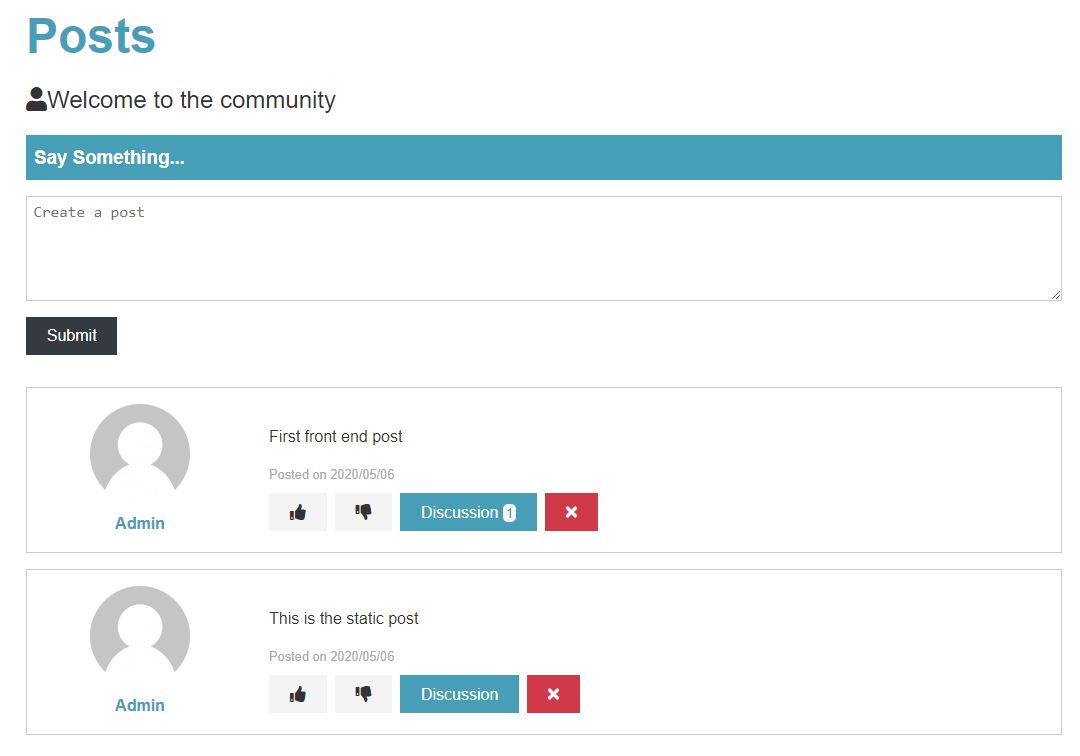 Posts
Welcome to the community
Say Something...
Create a post
Submit
First front end post
Posted on 2020/05/06
Discussion 1
Admin
This is the static post
Posted on 2020/05/06
Discussion
Admin